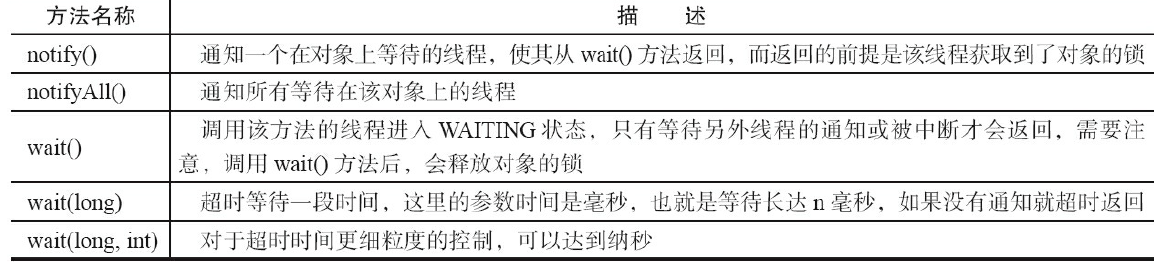 方法名称 描 述
notify() 通知一个在对象上等待的线程，使其从 wait() 方法返回，而返回的前提是该线程获取到了对象的锁
notifyAll() 通知所有等待在该对象上的线程
wait() 调用该方法的线程进入 WAITING 状态，只有等待另外线程的通知或被中断才会返回，需要注
意，调用 wait() 方法后，会释放对象的锁
wait(long) 超时等待一段时间，这里的参数时间是毫秒，也就是等待长达 n 毫秒，如果没有通知就超时返回
wait(long, int) 对于超时时间更细粒度的控制，可以达到纳秒